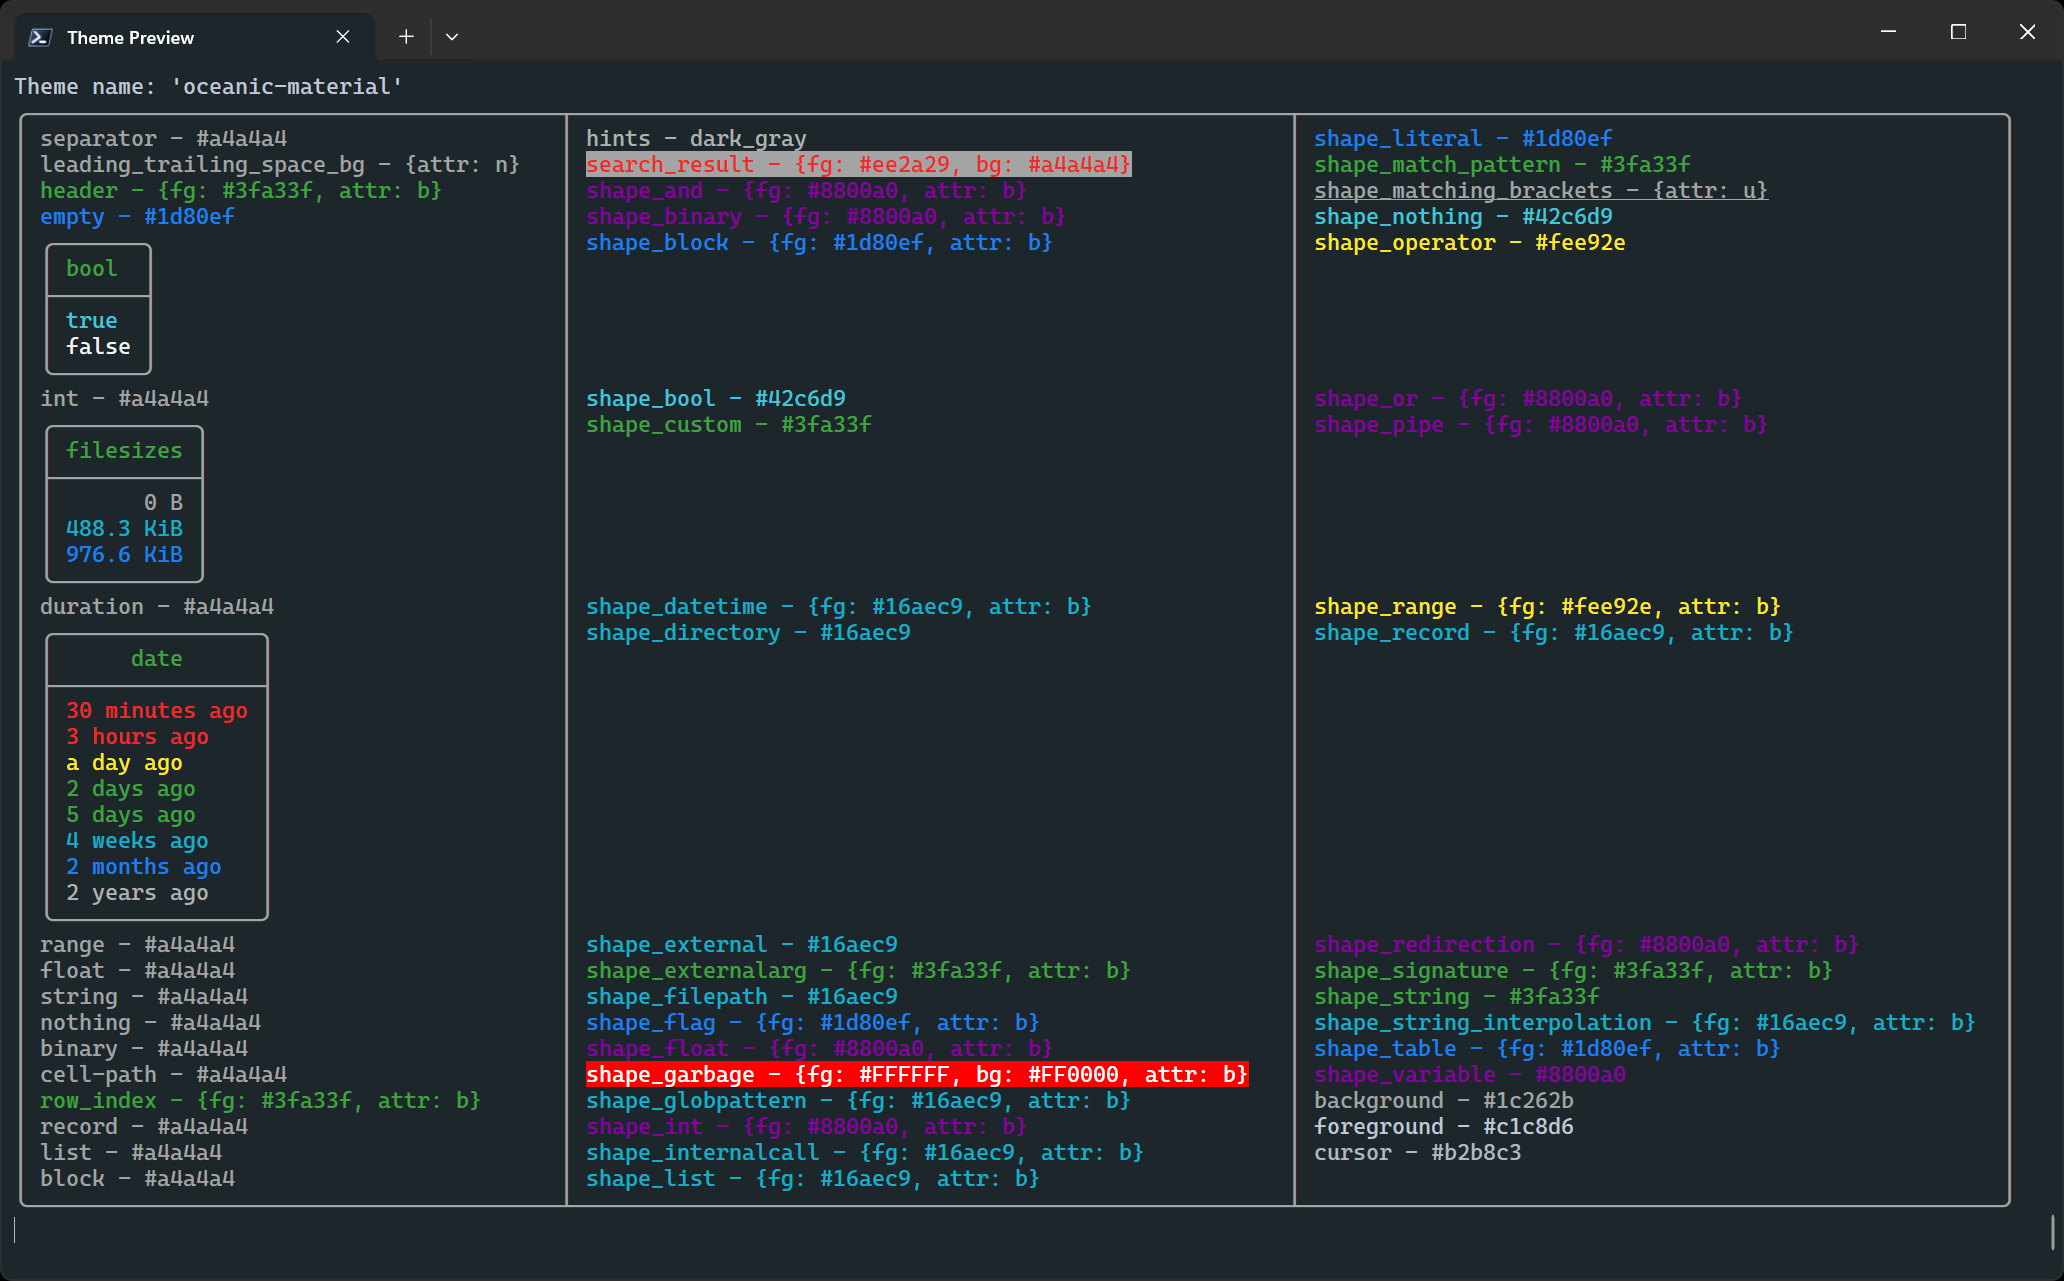 Theme Preview
Theme name: 'oceanic-material'
separator - #a4a4a4
leading_trailing_space_bg - {attr: n}
header - {fg: #3fa33f, attr: b}
empty - #1d80ef
bool
true
false
int - #a4a4a4
filesizes
0 B
488.3 KiB
976.6 KiB
duration - #a4a4a4
date
30 minutes ago
3 hours ago
a day ago
2 days ago
5 days ago
4 weeks ago
2 months ago
2 years ago
range - #a4a4a4
float - #a4a4a4
string - #a4a4a4
nothing - #a4a4a4
binary - #a4a4a4
cell-path - #a4a4a4
row_index - {fg: #3fa33f, attr: b}
record - #a4a4a4
list - #a4a4a4
block - #a4a4a4
hints - dark_gray
search_result - {fg: #ee2a29, bg: #a4a4a4}
shape_and - {fg: #8800a0, attr: b}
shape_binary - {fg: #8800a0, attr: b}
shape_block - {fg: #1d80ef, attr: b}
shape_bool - #42c6d9
shape_custom - #3fa33f
shape_datetime - {fg: #16aec9, attr: b}
shape_directory - #16aec9
shape_external - #16aec9
shape_externalarg - {fg: #3fa33f, attr: b}
shape_filepath - #16aec9
shape_flag - {fg: #1d80ef, attr: b}
shape_float - {fg: #8800a0, attr: b}
shape_garbage - {fg: #FFFFFF, bg: #FF0000, attr: b}
shape_globpattern - {fg: #16aec9, attr: b}
shape_int - {fg: #8800a0, attr: b}
shape_internalcall - {fg: #16aec9, attr: b}
shape_list - {fg: #16aec9, attr: b}
shape_literal - #1d80ef
shape_match_pattern - #3fa33f
shape_matching_brackets - {attr: u}
shape_nothing - #42c6d9
shape_operator - #fee92e
shape_or - {fg: #8800a0, attr: b}
shape_pipe - {fg: #8800a0, attr: b}
shape_range - {fg: #fee92e, attr: b}
shape_record - {fg: #16aec9, attr: b}
shape_redirection - {fg: #8800a0, attr: b}
shape_signature - {fg: #3fa33f, attr: b}
shape_string - #3fa33f
shape_string_interpolation - {fg: #16aec9, attr: b}
shape_table - {fg: #1d80ef, attr: b}
shape_variable - #8800a0
background - #1c262b
foreground - #c1c8d6
cursor - #b2b8c3